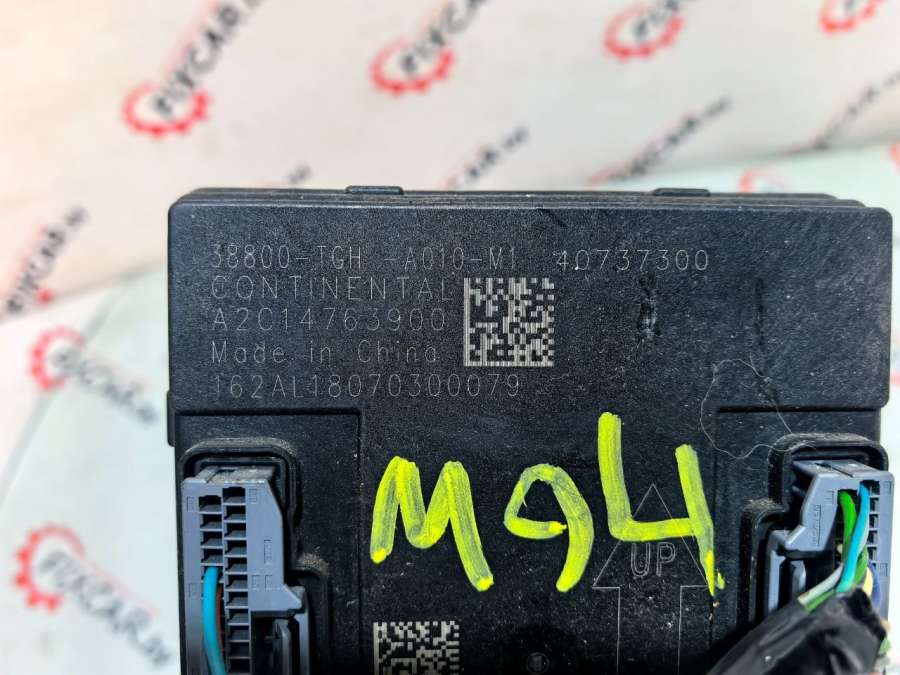 38800-TGH -A010-M1 40737300
CONTINENTAL
A2C14763900
Made in China
162AL18070300079
M94
UP